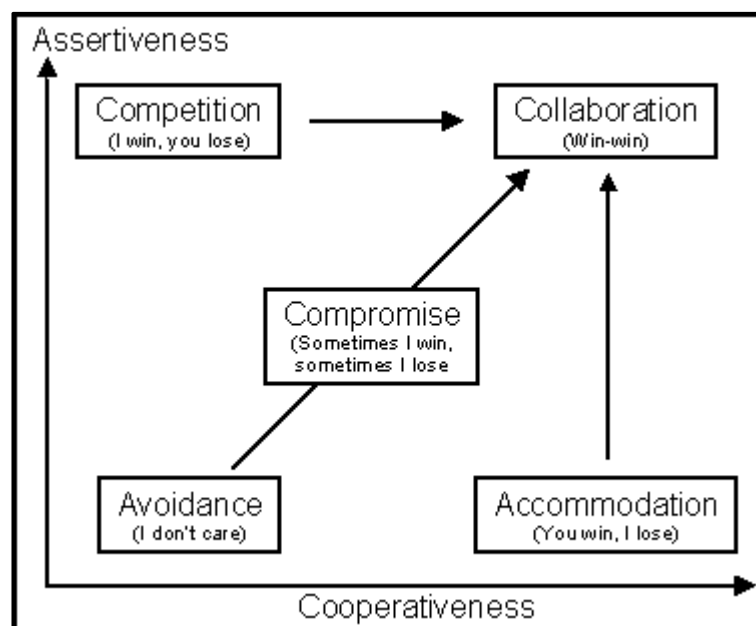 Assertiveness
Competition
(I win, you lose)
Collaboration
(Win-win)
Compromise
(Sometimes I win,
sometimes I lose
Avoidance
(I don't care)
Accommodation
(You win, I lose)
Cooperativeness